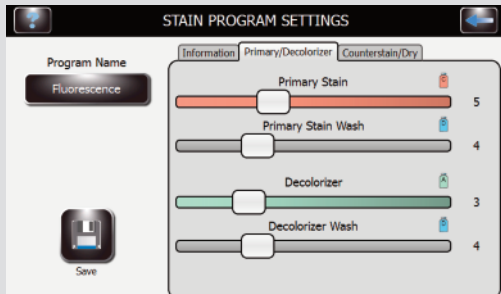 ?
STAIN PROGRAM SETTINGS
Program Name
Fluorescence
Save
Information Primary/Decolorizer Counterstain/Dry
Primary Stain
5
Primary Stain Wash
4
Decolorizer
3
Decolorizer Wash
4